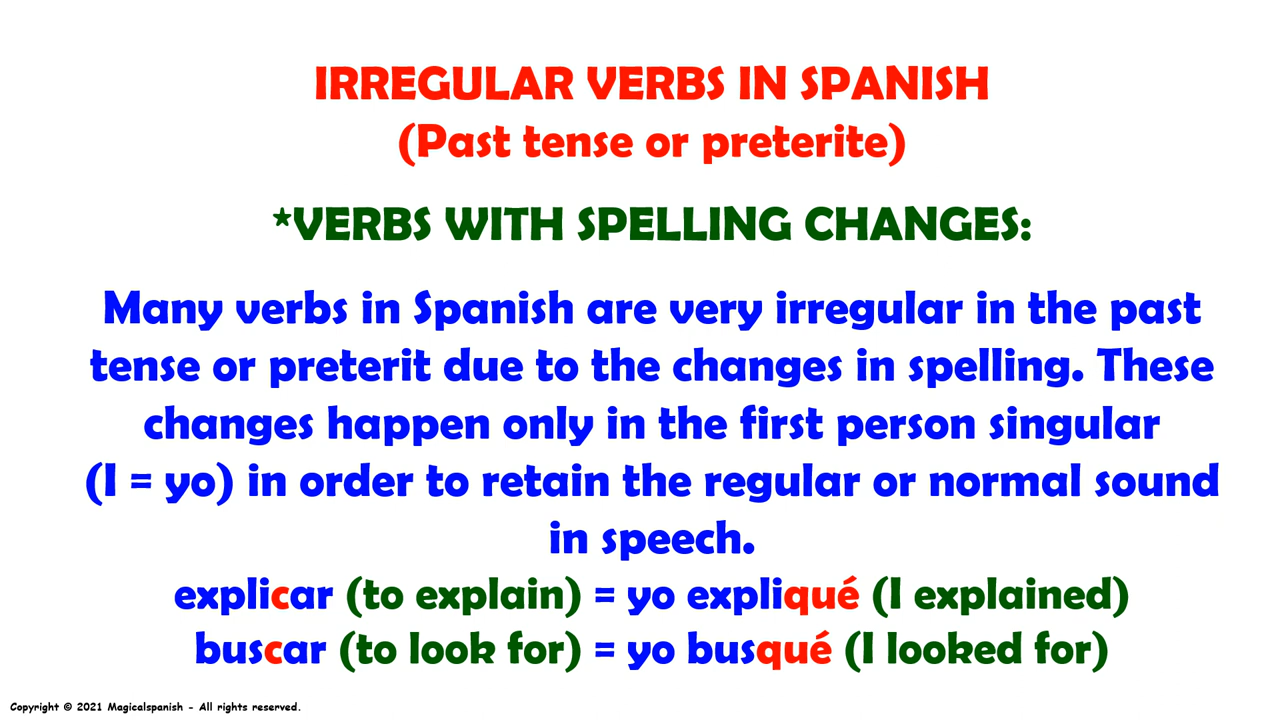 IRREGULAR VERBS IN SPANISH
(Past tense or preterite)
*VERBS WITH SPELLING CHANGES:
Many verbs in Spanish are very irregular in the past
tense or preterit due to the changes in spelling. These
changes happen only in the first person singular
(I = yo) in order to retain the regular or normal sound
in speech.
explicar (to explain) = yo expliqué (I explained)
buscar (to look for) = yo busqué (I looked for)
Copyright © 2021 Magicalspanish - All rights reserved.